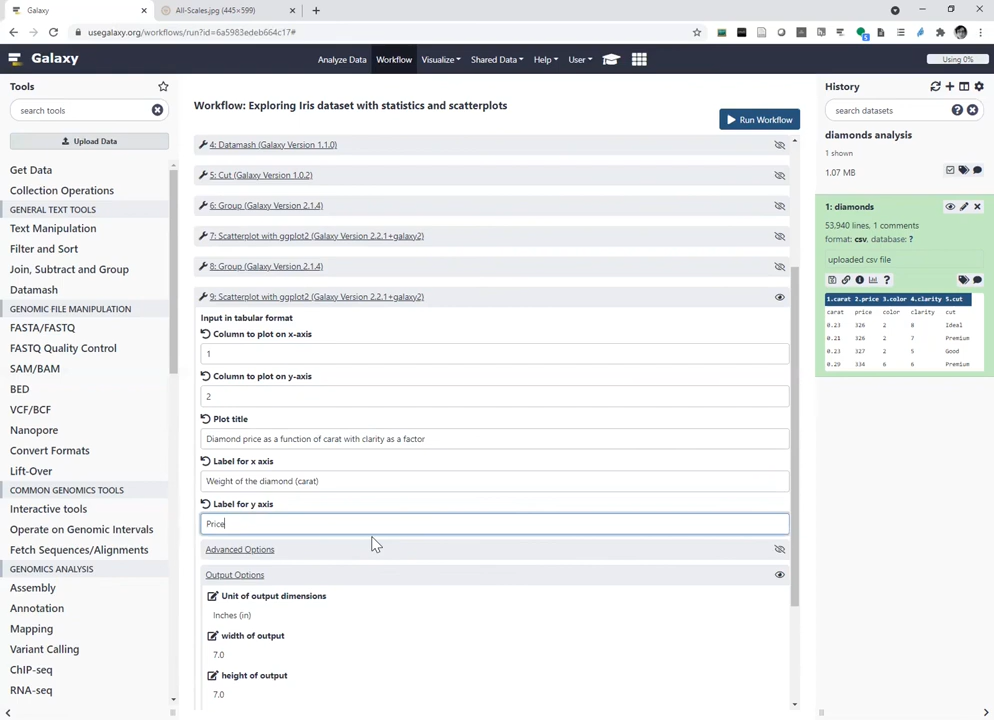 Galaxy
All-Scales.jpg (445×599)
usegalaxy.org/workflows/run?id=6a5983edeb664c17#
Galaxy
Analyze Data
Workflow
Visualize
Shared Data
Help
User
Using 0%
Tools
search tools
Upload Data
Get Data
Collection Operations
GENERAL TEXT TOOLS
Text Manipulation
Filter and Sort
Join, Subtract and Group
Datamash
GENOMIC FILE MANIPULATION
FASTA/FASTQ
FASTQ Quality Control
SAM/BAM
BED
VCF/BCF
Nanopore
Convert Formats
Lift-Over
COMMON GENOMICS TOOLS
Interactive tools
Operate on Genomic Intervals
Fetch Sequences/Alignments
GENOMICS ANALYSIS
Assembly
Annotation
Mapping
Variant Calling
ChIP-seq
RNA-seq
Workflow: Exploring Iris dataset with statistics and scatterplots
Run Workflow
4: Datamash (Galaxy Version 1.1.0)
5: Cut (Galaxy Version 1.0.2)
6: Group (Galaxy Version 2.1.4)
7: Scatterplot with ggplot2 (Galaxy Version 2.2.1+galaxy2)
8: Group (Galaxy Version 2.1.4)
9: Scatterplot with ggplot2 (Galaxy Version 2.2.1+galaxy2)
Input in tabular format
Column to plot on x-axis
1
Column to plot on y-axis
2
Plot title
Diamond price as a function of carat with clarity as a factor
Label for x axis
Weight of the diamond (carat)
Label for y axis
Price
Advanced Options
Output Options
Unit of output dimensions
Inches (in)
width of output
7.0
height of output
7.0
History
search datasets
diamonds analysis
1 shown
1.07 MB
1: diamonds
53,940 lines, 1 comments
format: csv, database: ?
uploaded csv file
1.carat 2.price 3.color 4.clarity 5.cut
carat price color clarity cut
0.23 326 2 8 Ideal
0.21 326 2 7 Premium
0.23 327 2 5 Good
0.29 334 6 6 Premium